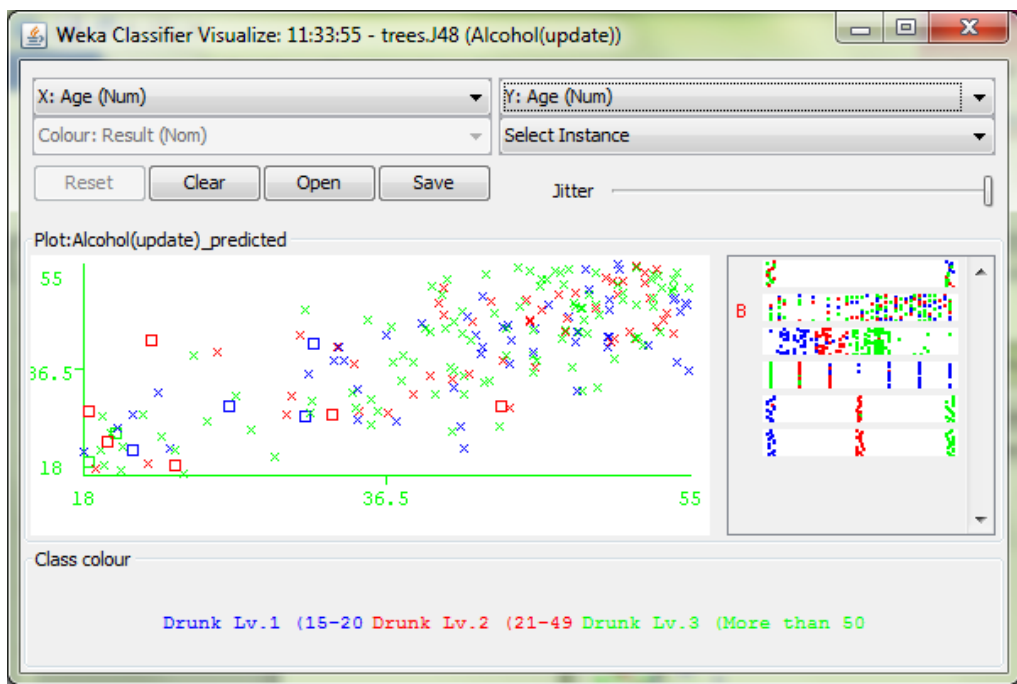 Weka Classifier Visualize: 11:33:55 - trees.J48 (Alcohol(update))
X: Age (Num) Y: Age (Num)
Colour: Result (Nom) Select Instance
Reset Clear Open Save Jitter
Plot:Alcohol(update)_predicted
55
B
36.5
18
18 36.5 55
Class colour
Drunk Lv.1 (15-20 Drunk Lv.2 (21-49 Drunk Lv.3 (More than 50